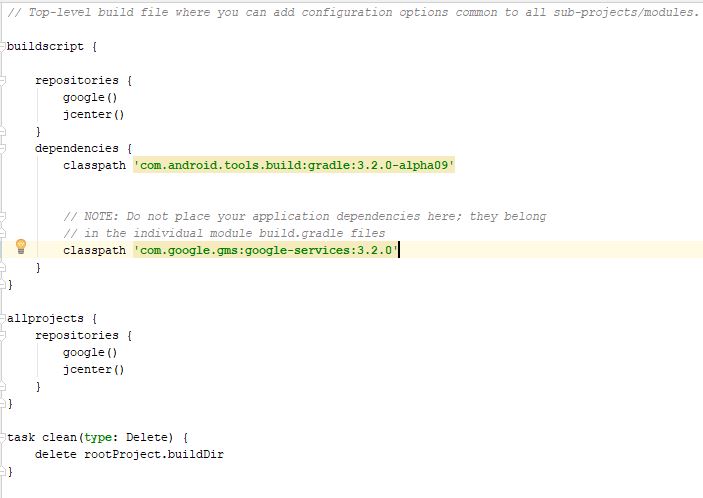 // Top-level build file where you can add configuration options common to all sub-projects/modules.
buildscript {
    repositories {
        google()
        jcenter()
    }
    dependencies {
        classpath 'com.android.tools.build:gradle:3.2.0-alpha09'
        // NOTE: Do not place your application dependencies here; they belong
        // in the individual module build.gradle files
        classpath 'com.google.gms:google-services:3.2.0'
    }
}
allprojects {
    repositories {
        google()
        jcenter()
    }
}
task clean(type: Delete) {
    delete rootProject.buildDir
}